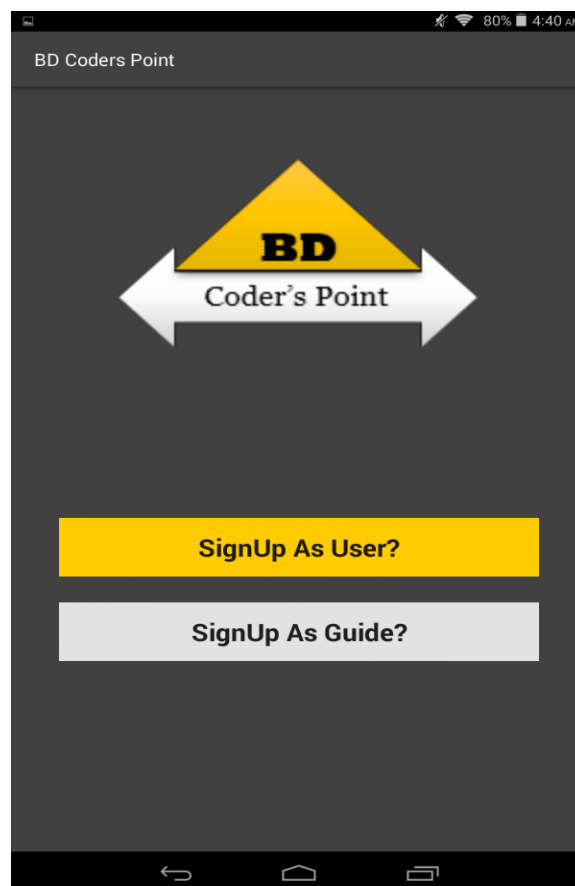 80% 4:40 AM
BD Coders Point
BD
Coder's Point
SignUp As User?
SignUp As Guide?